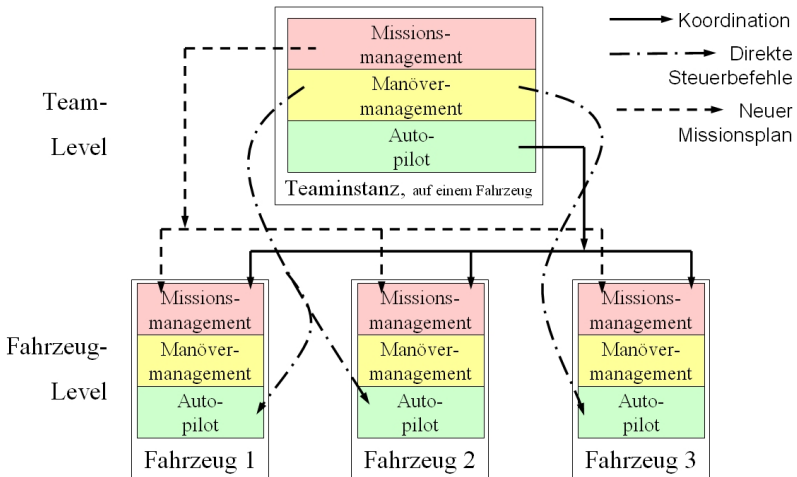 Missions-
management
Manöver-
management
Auto-
pilot
Teaminstanz, auf einem Fahrzeug
Team-
Level
Koordination
Direkte
Steuerbefehle
Neuer
Missionsplan
Fahrzeug-
Level
Missions-
management
Manöver-
management
Auto-
pilot
Fahrzeug 1
Missions-
management
Manöver-
management
Auto-
pilot
Fahrzeug 2
Missions-
management
Manöver-
management
Auto-
pilot
Fahrzeug 3